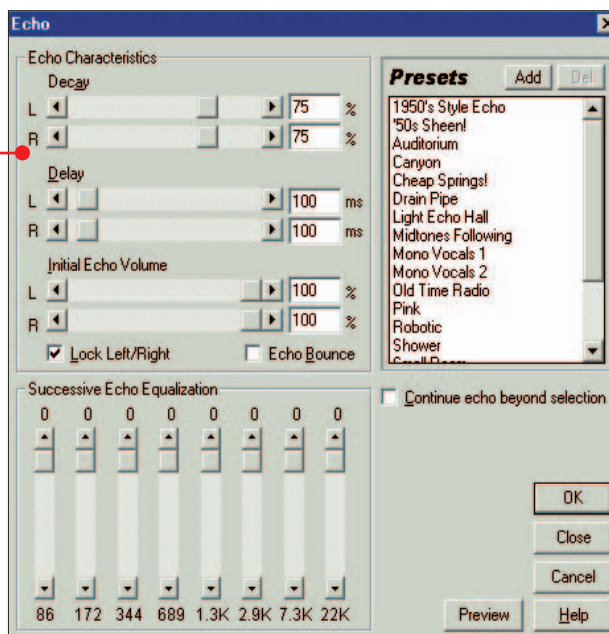 Echo
Echo Characteristics
Decay
L 75 %
R 75 %
Delay
L 100 ms
R 100 ms
Initial Echo Volume
L 100 %
R 100 %
Lock Left/Right Echo Bounce
Presets Add Del
1950's Style Echo
'50s Sheen!
Auditorium
Canyon
Cheap Springs!
Drain Pipe
Light Echo Hall
Midtones Following
Mono Vocals 1
Mono Vocals 2
Old Time Radio
Pink
Robotic
Shower
Small Room
Successive Echo Equalization
0 0 0 0 0 0 0 0
86 172 344 689 1.3K 2.9K 7.3K 22K
Continue echo beyond selection
OK
Close
Cancel
Preview Help